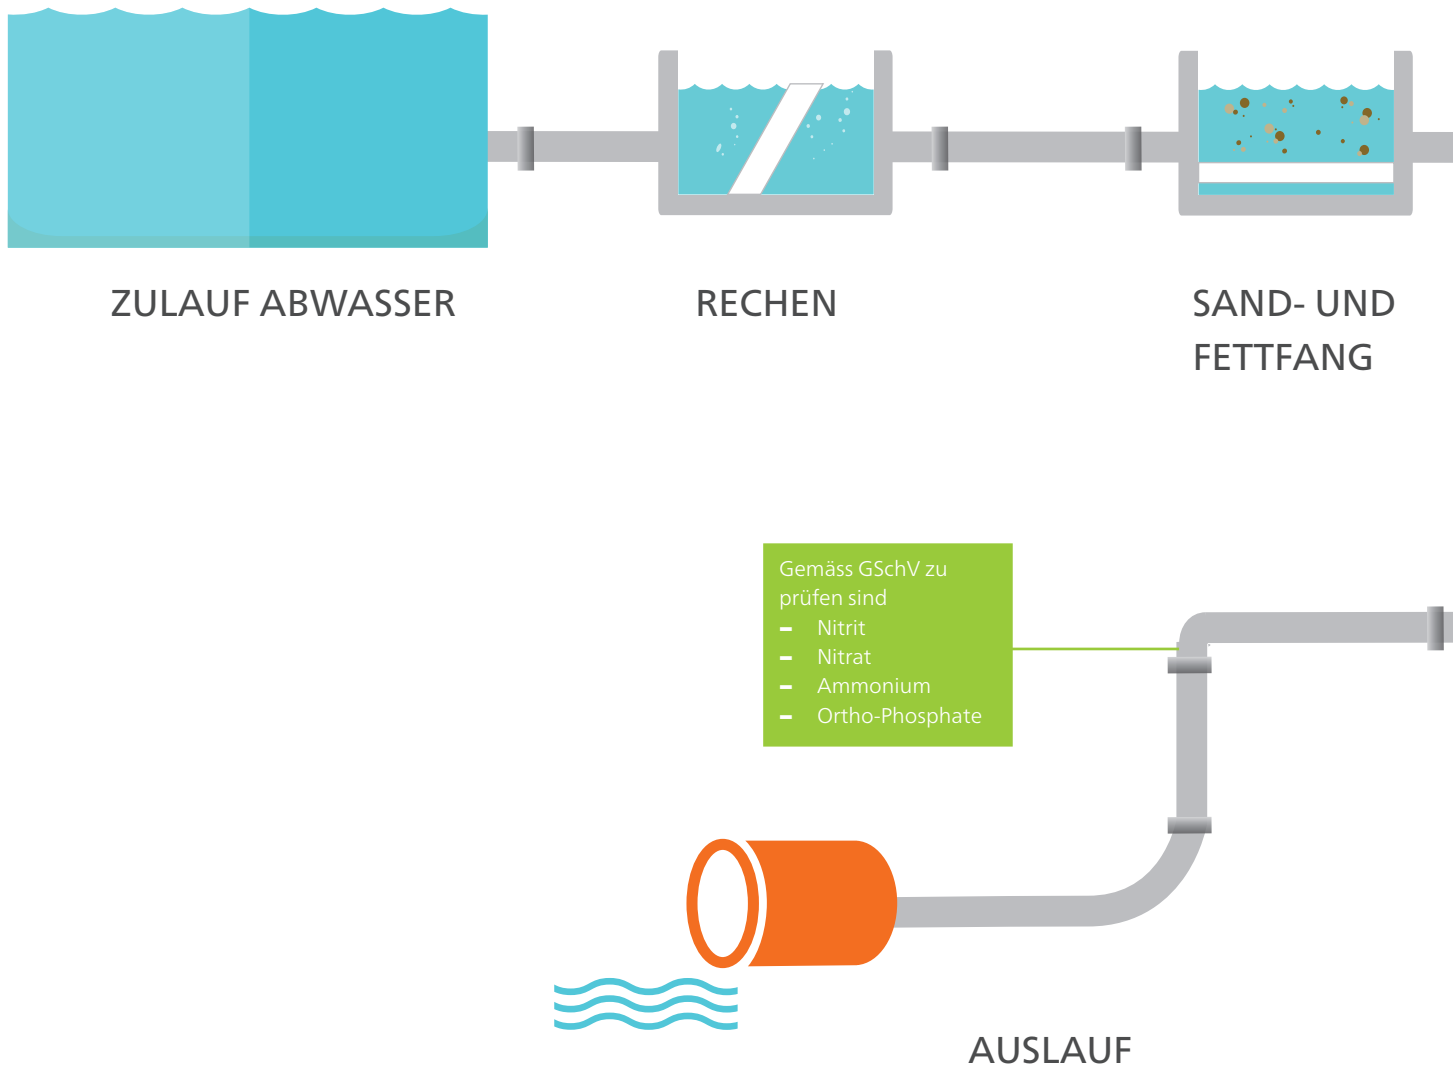 ZULAUF ABWASSER
RECHEN
SAND- UND
FETTFANG
Gemäss GSchV zu
prüfen sind
– Nitrit
– Nitrat
– Ammonium
– Ortho-Phosphate
AUSLAUF